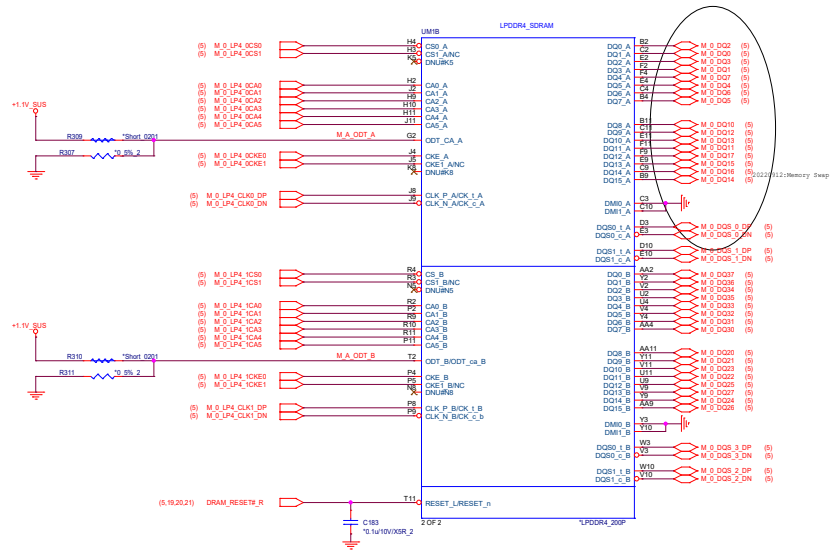 LPDDR4_SDRAM
UM1B
(5) M_0_LP4_0CS0 H4 CS0_A DQ0_A B2 M_0_DQ2 (5)
(5) M_0_LP4_0CS1 H3 CS1_A/NC DQ1_A C2 M_0_DQ0 (5)
K5 DNU#K5 DQ2_A E2 M_0_DQ3 (5)
DQ3_A F2 M_0_DQ1 (5)
DQ4_A F4 M_0_DQ7 (5)
(5) M_0_LP4_0CA0 H2 CA0_A DQ5_A E4 M_0_DQ4 (5)
(5) M_0_LP4_0CA1 J2 CA1_A DQ6_A C4 M_0_DQ6 (5)
(5) M_0_LP4_0CA2 H9 CA2_A DQ7_A B4 M_0_DQ5 (5)
(5) M_0_LP4_0CA3 H10 CA3_A
(5) M_0_LP4_0CA4 H11 CA4_A
(5) M_0_LP4_0CA5 J11 CA5_A DQ8_A B11 M_0_DQ10 (5)
+1.1V_SUS
DQ9_A C11 M_0_DQ12 (5)
R309 *Short_0201 M_A_ODT_A G2 ODT_CA_A DQ10_A E11 M_0_DQ13 (5)
DQ11_A F11 M_0_DQ11 (5)
R307 *0_5%_2
(5) M_0_LP4_0CKE0 J4 CKE_A DQ12_A F9 M_0_DQ17 (5)
(5) M_0_LP4_0CKE1 J5 CKE1_A/NC DQ13_A E9 M_0_DQ15 (5)
K8 DNU#K8 DQ14_A C9 M_0_DQ16 (5)
DQ15_A B9 M_0_DQ14 (5)
20220912:Memory Swap
(5) M_0_LP4_CLK0_DP J8 CLK_P_A/CK_t_A
(5) M_0_LP4_CLK0_DN J9 CLK_N_A/CK_c_A DMI0_A C3
DMI1_A C10
DQS0_t_A D3 M_0_DQS_0_DP (5)
DQS0_c_A E3 M_0_DQS_0_DN (5)
DQS1_t_A D10 M_0_DQS_1_DP (5)
DQS1_c_A E10 M_0_DQS_1_DN (5)
(5) M_0_LP4_1CS0 R4 CS_B DQ0_B AA2 M_0_DQ37 (5)
(5) M_0_LP4_1CS1 R3 CS1_B/NC DQ1_B Y2 M_0_DQ36 (5)
N5 DNU#N5 DQ2_B V2 M_0_DQ34 (5)
DQ3_B U2 M_0_DQ35 (5)
(5) M_0_LP4_1CA0 R2 CA0_B DQ4_B U4 M_0_DQ33 (5)
(5) M_0_LP4_1CA1 P2 CA1_B DQ5_B V4 M_0_DQ32 (5)
(5) M_0_LP4_1CA2 R9 CA2_B DQ6_B Y4 M_0_DQ31 (5)
(5) M_0_LP4_1CA3 R10 CA3_B DQ7_B AA4 M_0_DQ30 (5)
(5) M_0_LP4_1CA4 R11 CA4_B
(5) M_0_LP4_1CA5 P11 CA5_B
+1.1V_SUS
DQ8_B AA11 M_0_DQ20 (5)
R310 *Short_0201 M_A_ODT_B T2 ODT_B/ODT_ca_B DQ9_B Y11 M_0_DQ21 (5)
DQ10_B V11 M_0_DQ23 (5)
R311 *0_5%_2
(5) M_0_LP4_1CKE0 P4 CKE_B DQ11_B U11 M_0_DQ22 (5)
(5) M_0_LP4_1CKE1 P5 CKE1_B/NC DQ12_B U9 M_0_DQ25 (5)
N8 DNU#N8 DQ13_B V9 M_0_DQ27 (5)
DQ14_B Y9 M_0_DQ24 (5)
(5) M_0_LP4_CLK1_DP P8 CLK_P_B/CK_t_B DQ15_B AA9 M_0_DQ26 (5)
(5) M_0_LP4_CLK1_DN P9 CLK_N_B/CK_c_b
DMI0_B Y3
DMI1_B Y10
DQS0_t_B W3 M_0_DQS_3_DP (5)
DQS0_c_B V3 M_0_DQS_3_DN (5)
DQS1_t_B W10 M_0_DQS_2_DP (5)
DQS1_c_B V10 M_0_DQS_2_DN (5)
(5,19,20,21) DRAM_RESET#_R T11 RESET_L/RESET_n
C183 2 OF 2 *LPDDR4_200P
*0.1u/10V/X5R_2